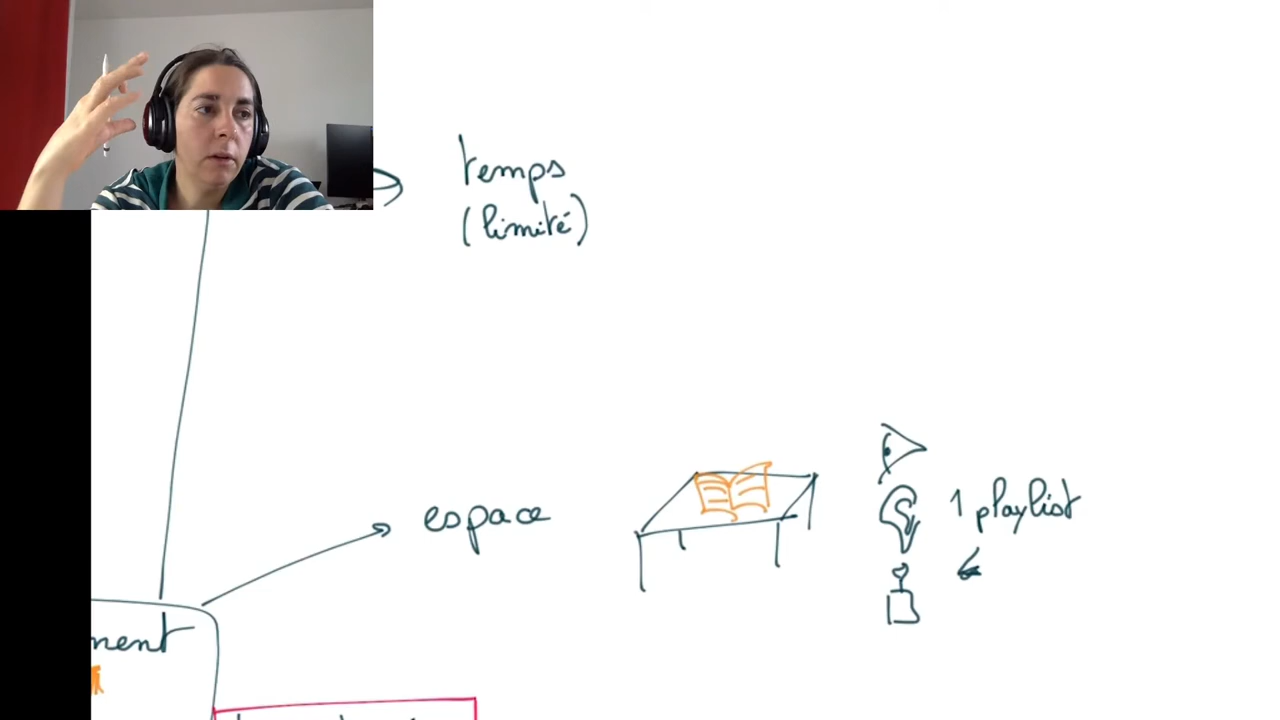 temps
(limité)
1 playlist
espace
ment